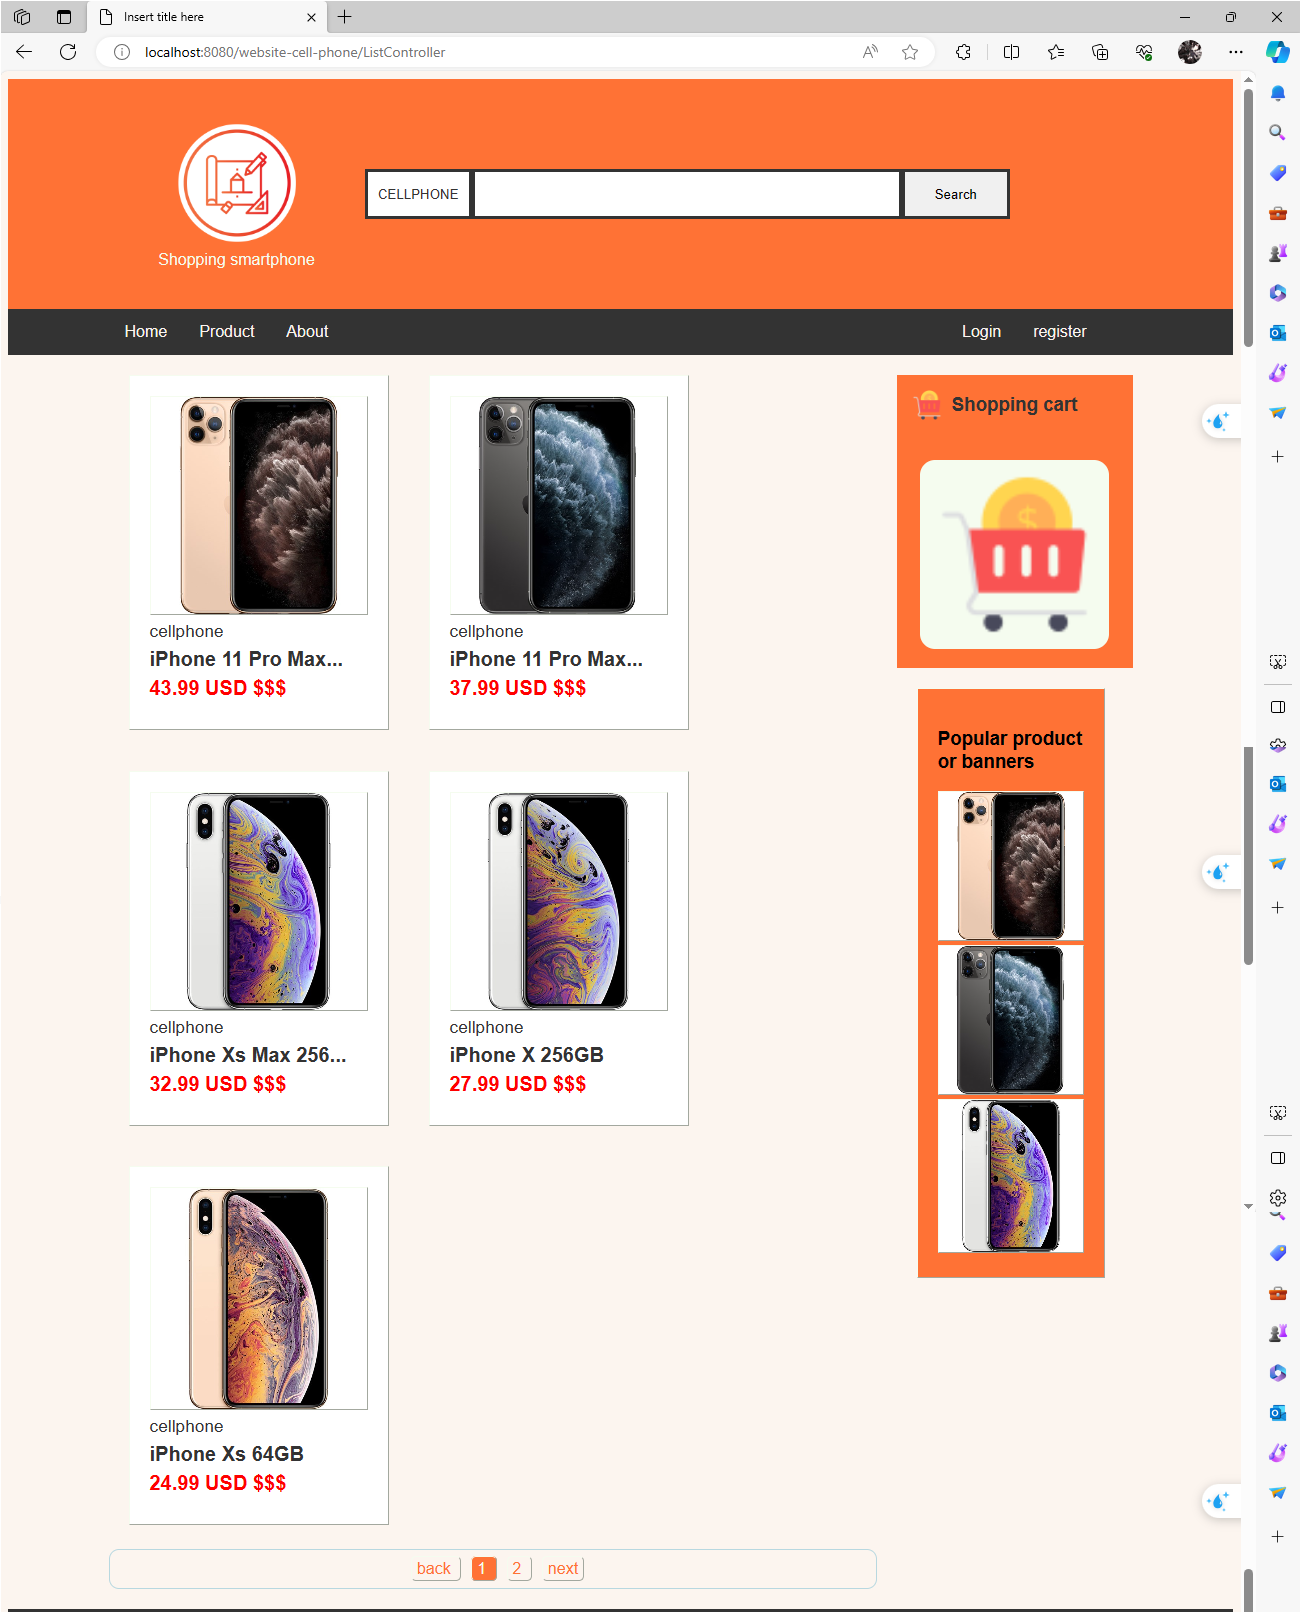 Insert title here
localhost:8080/website-cell-phone/ListController
CELLPHONE
Search
Shopping smartphone
Home Product About Login register
cellphone
iPhone 11 Pro Max...
43.99 USD $$$
cellphone
iPhone 11 Pro Max...
37.99 USD $$$
Shopping cart
cellphone
iPhone Xs Max 256...
32.99 USD $$$
cellphone
iPhone X 256GB
27.99 USD $$$
Popular product
or banners
cellphone
iPhone Xs 64GB
24.99 USD $$$
back 1 2 next